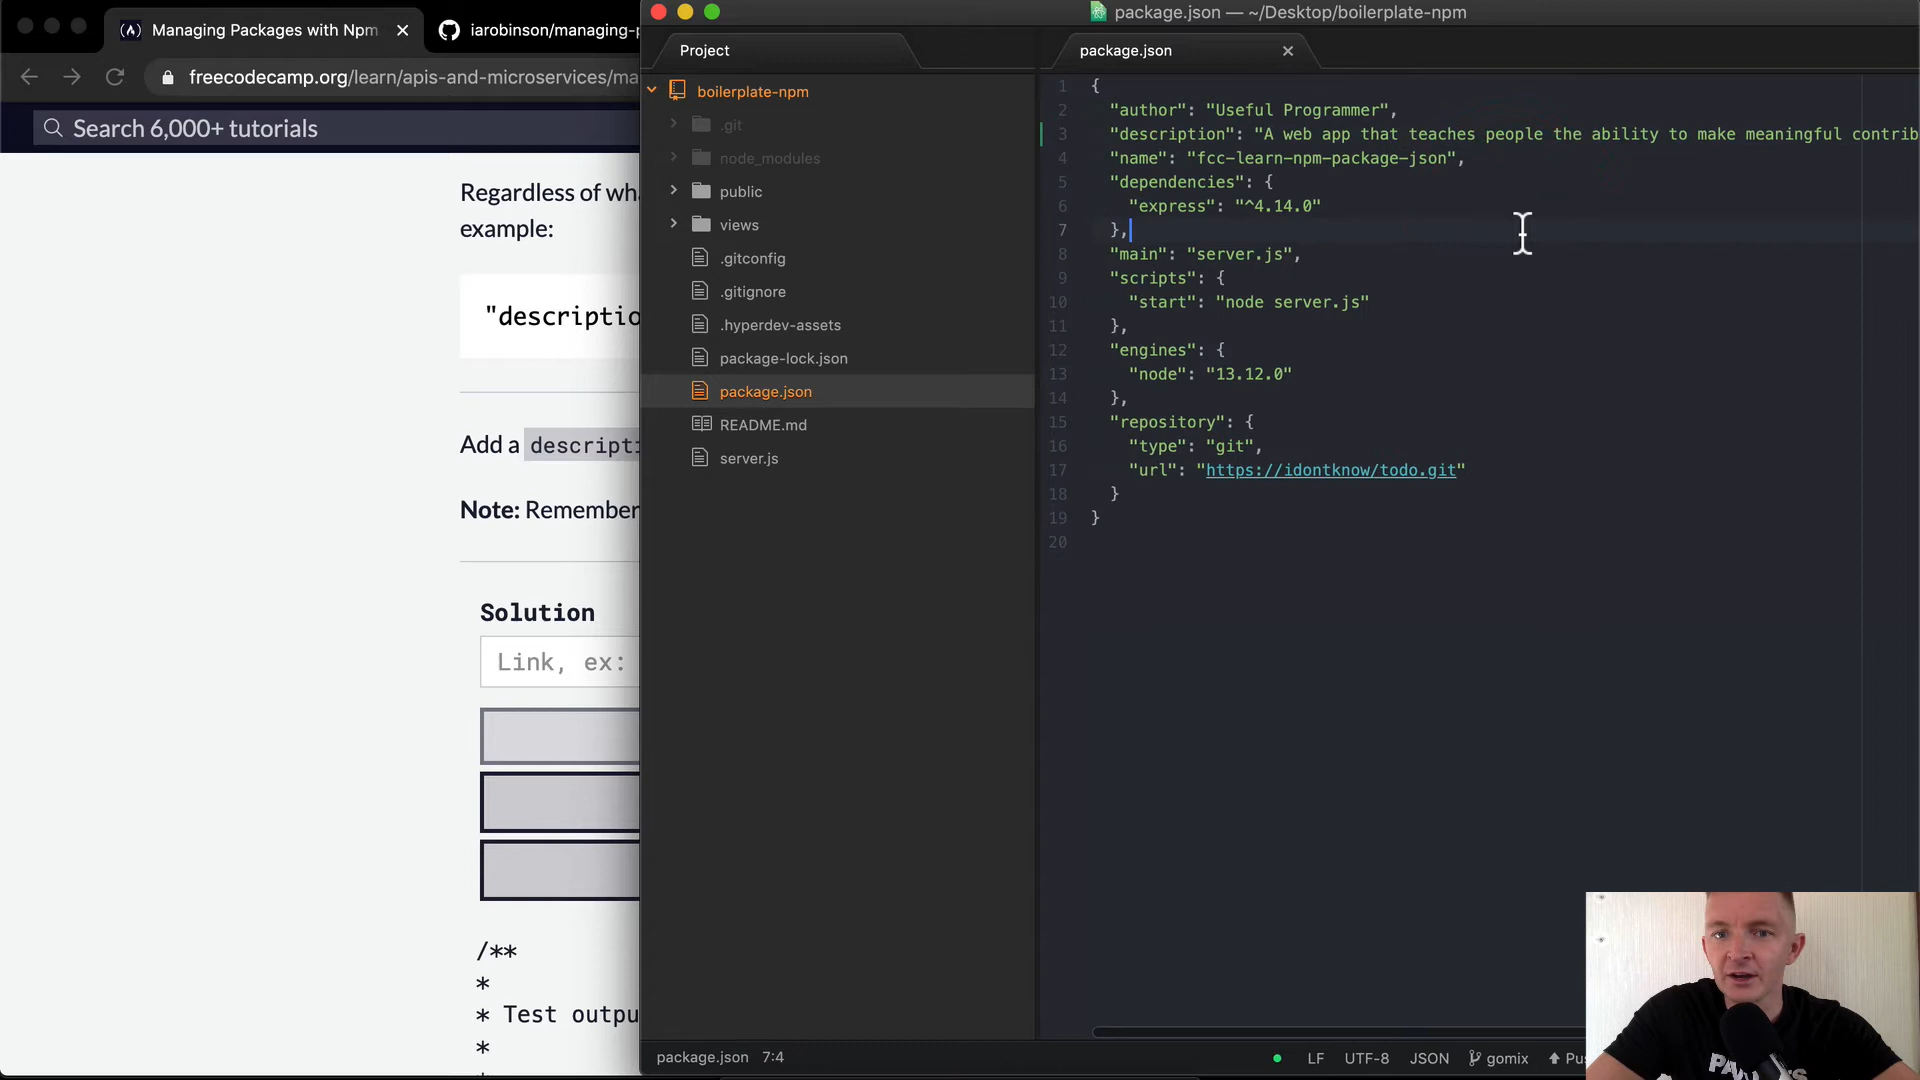 Managing Packages with Npm
iarobinson/managing-p
freecodecamp.org/learn/apis-and-microservices/ma
Search 6,000+ tutorials
Regardless of wha
example:
"descriptio
Add a descripti
Note: Remember
Solution
Link, ex:
/**
*
* Test outpu
*
package.json — ~/Desktop/boilerplate-npm
Project
boilerplate-npm
.git
node_modules
public
views
.gitconfig
.gitignore
.hyperdev-assets
package-lock.json
package.json
README.md
server.js
package.json
1 {
2 "author": "Useful Programmer",
3 "description": "A web app that teaches people the ability to make meaningful contrib
4 "name": "fcc-learn-npm-package-json",
5 "dependencies": {
6 "express": "^4.14.0"
7 },
8 "main": "server.js",
9 "scripts": {
10 "start": "node server.js"
11 },
12 "engines": {
13 "node": "13.12.0"
14 },
15 "repository": {
16 "type": "git",
17 "url": "https://idontknow/todo.git"
18 }
19 }
20
package.json 7:4
LF UTF-8 JSON gomix Pu